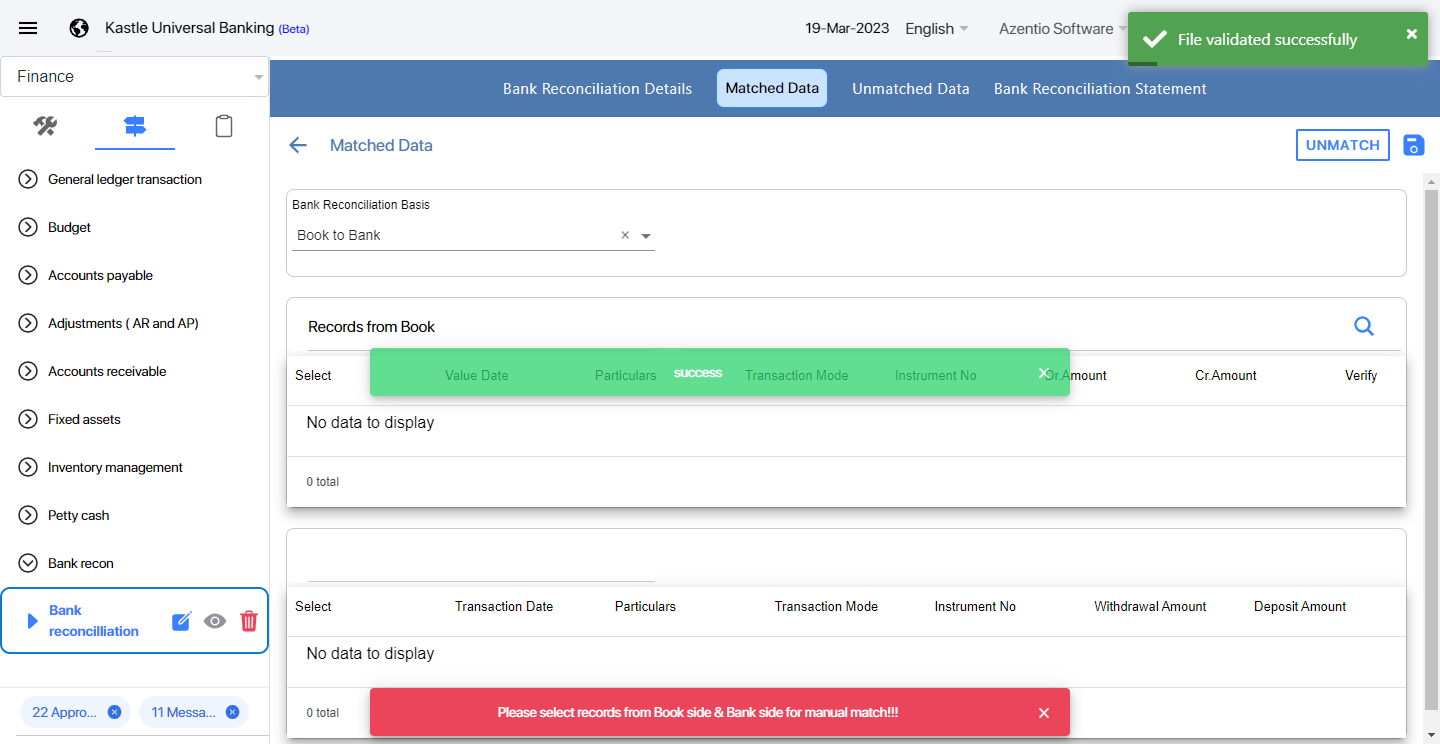 Kastle Universal Banking (Beta)
19-Mar-2023
English
Azentio Software
File validated successfully
Finance
Bank Reconciliation Details
Matched Data
Unmatched Data
Bank Reconciliation Statement
Matched Data
UNMATCH
General ledger transaction
Budget
Accounts payable
Adjustments ( AR and AP)
Accounts receivable
Fixed assets
Inventory management
Petty cash
Bank recon
Bank
reconcilliation
22 Appro...
11 Messa...
Bank Reconciliation Basis
Book to Bank
Records from Book
success
Select Value Date Particulars Transaction Mode Instrument No Dr.Amount Cr.Amount Verify
No data to display
0 total
Select Transaction Date Particulars Transaction Mode Instrument No Withdrawal Amount Deposit Amount
No data to display
0 total
Please select records from Book side & Bank side for manual match!!!